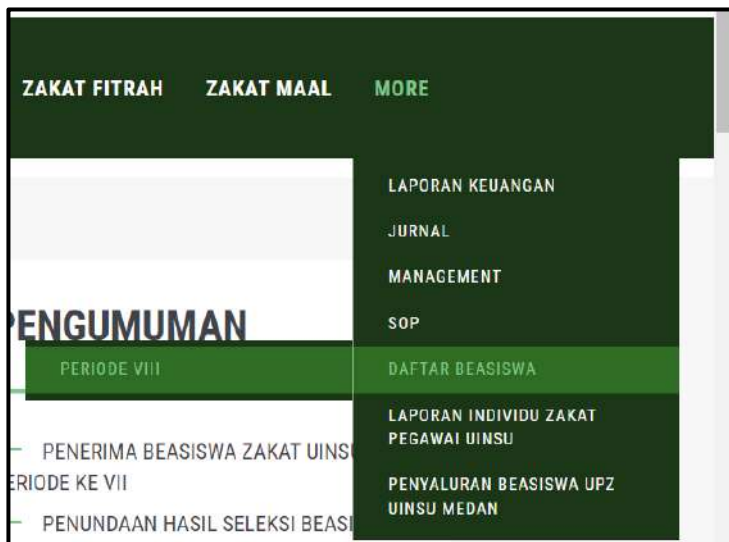 ZAKAT FITRAH ZAKAT MAAL MORE
LAPORAN KEUANGAN
JURNAL
MANAGEMENT
SOP
DAFTAR BEASISWA
LAPORAN INDIVIDU ZAKAT
PEGAWAI UINSU
PENYALURAN BEASISWA UPZ
UINSU MEDAN
PENGUMUMAN
PERIODE VIII
PENERIMA BEASISWA ZAKAT UINSU
ERIODE KE VII
PENUNDAAN HASIL SELEKSI BEASI